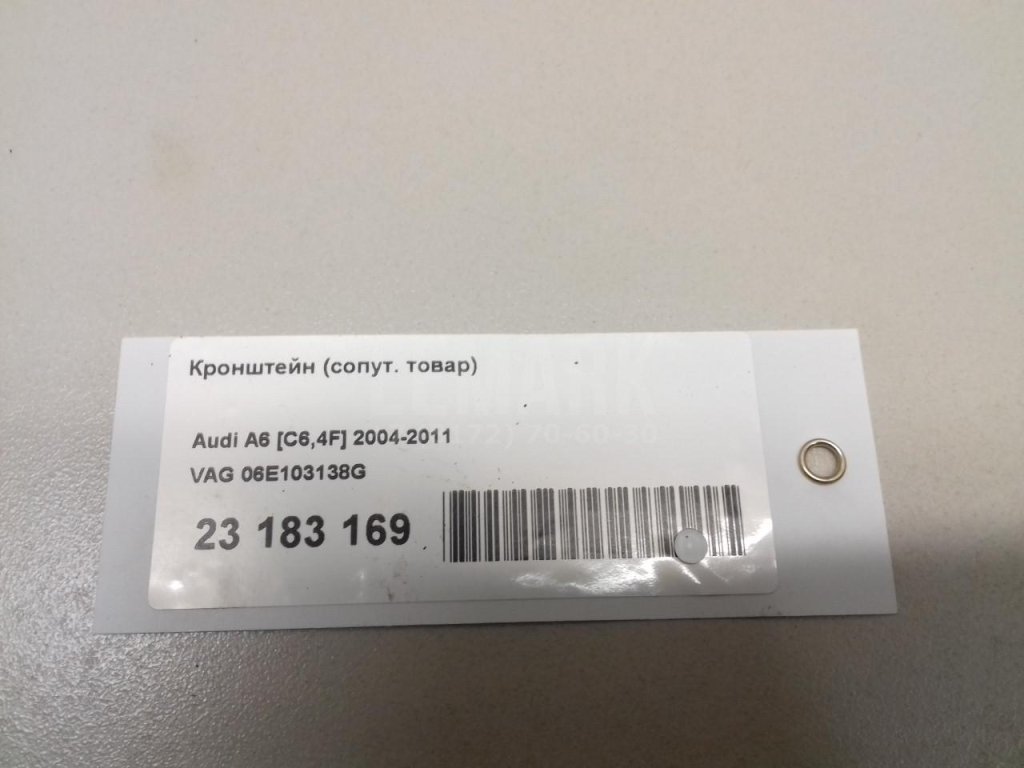 Кронштейн (сопут. товар)
Audi A6 [C6,4F] 2004-2011
VAG 06E103138G
23 183 169